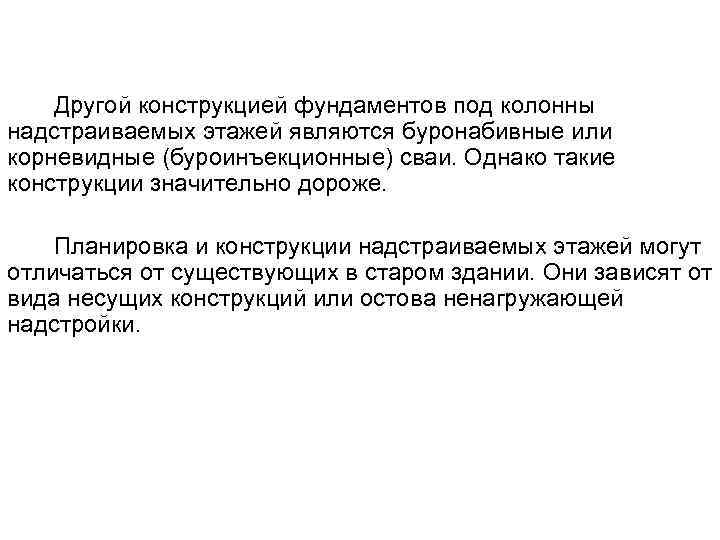 Другой конструкцией фундаментов под колонны
надстраиваемых этажей являются буронабивные или
корневидные (буроинъекционные) сваи. Однако такие
конструкции значительно дороже.
Планировка и конструкции надстраиваемых этажей могут
отличаться от существующих в старом здании. Они зависят от
вида несущих конструкций или остова ненагружающей
надстройки.